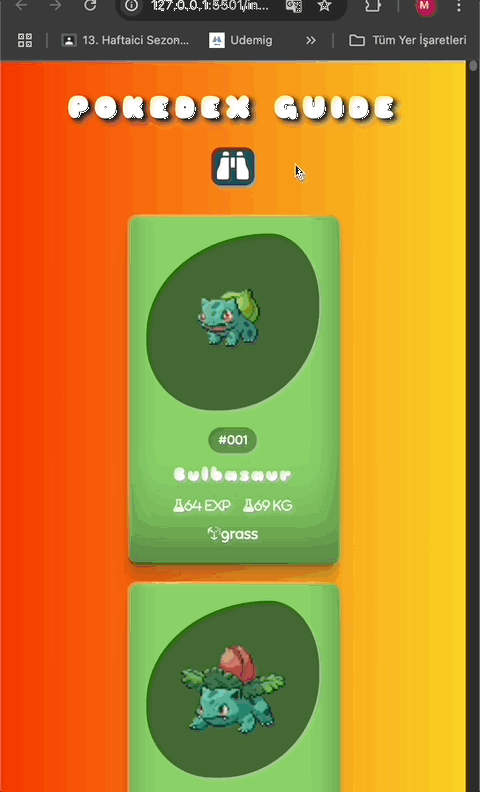 127.0.0.1:5501/in...
13. Haftaici Sezon...
Udemig
»
Tüm Yer İşaretleri
M
POKEDEX GUIDE
#001
Bulbasaur
64 EXP 69 KG
grass